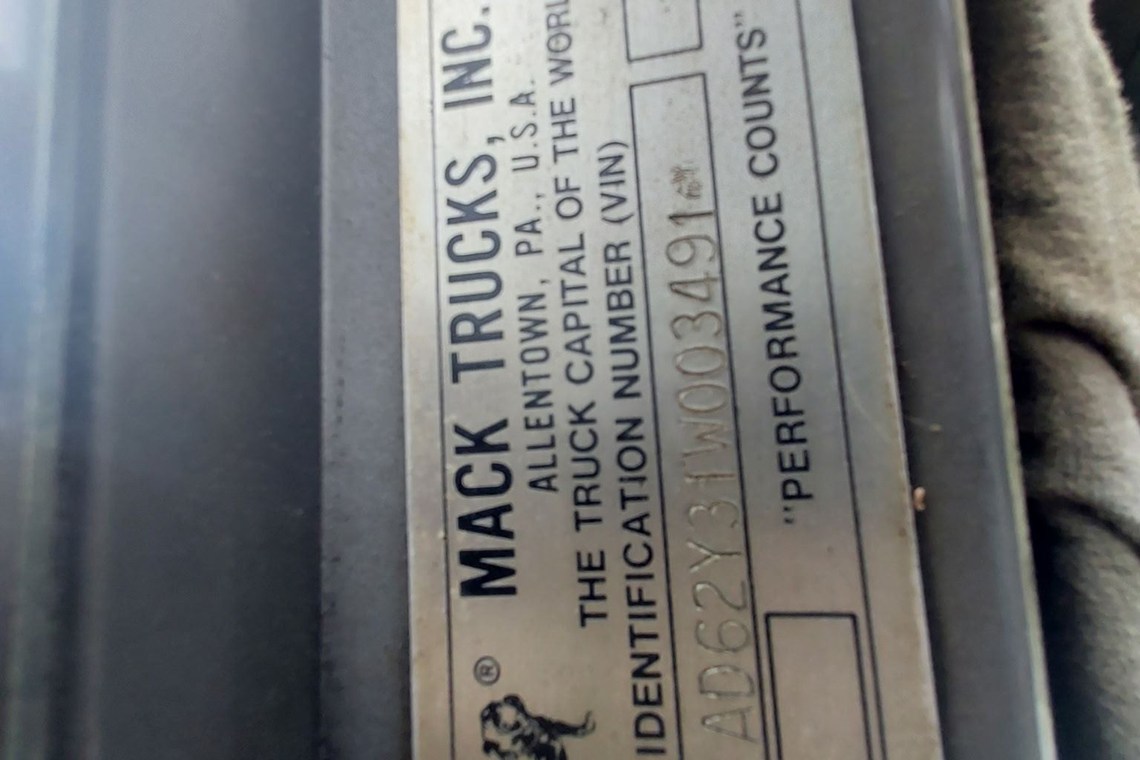 MACK TRUCKS, INC.
®
ALLENTOWN, PA., U.S.A.
THE TRUCK CAPITAL OF THE WORL
IDENTIFICATION NUMBER (VIN)
AD62Y31W003491
"PERFORMANCE COUNTS"